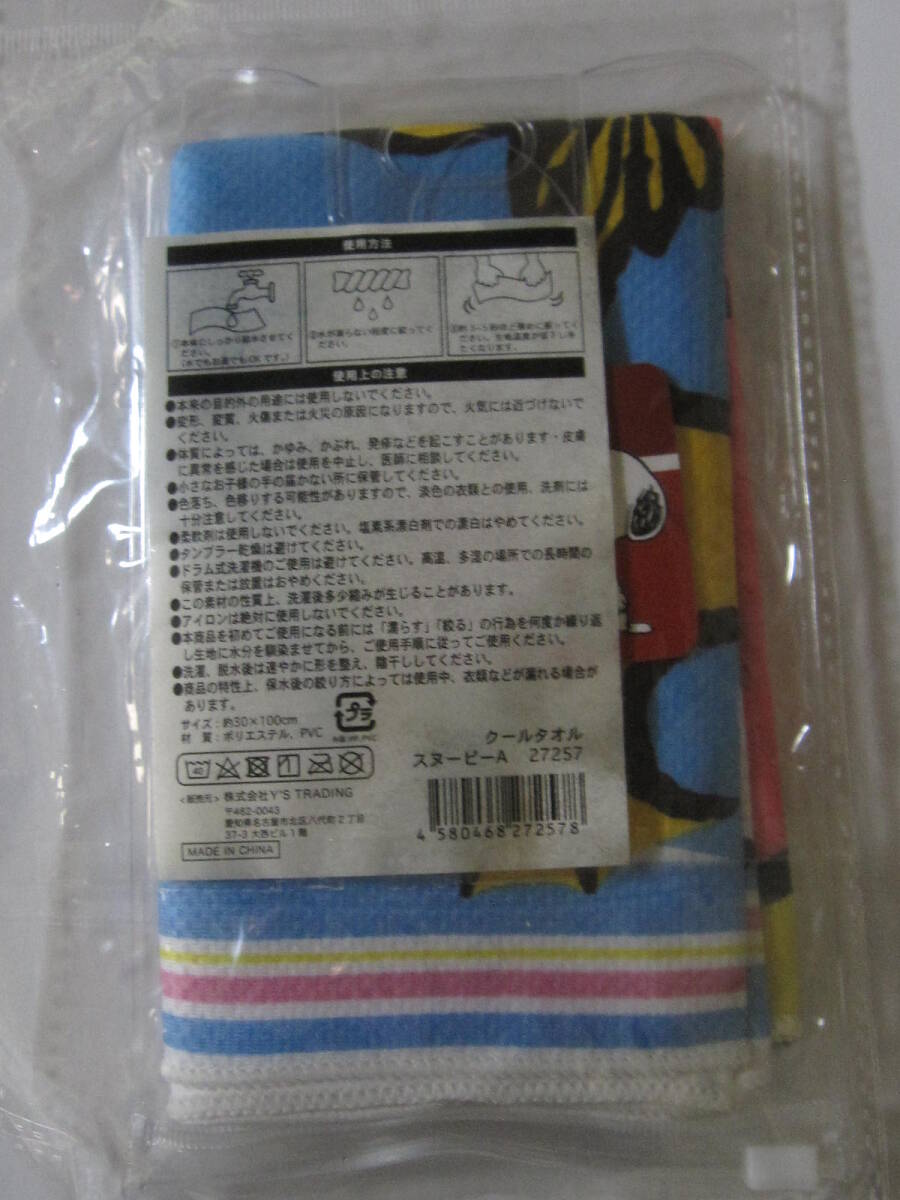 使用方法
①本体にしっかり給水させてく
ださい。
(水でもお湯でもOKです。)
②水が滴らない程度に絞ってく
ださい。
③約3~5秒ほど強めに振ってく
ださい。生地温度が低下し冷
たくなります。
使用上の注意
●本来の目的外の用途には使用しないでください。
●変形、変質、火傷または火災の原因になりますので、火気には近づけないで
ください。
●体質によっては、かゆみ、かぶれ、発疹などを起こすことがあります・皮膚
に異常を感じた場合は使用を中止し、医師に相談してください。
●小さなお子様の手の届かない所に保管してください。
●色落ち、色移りする可能性がありますので、淡色の衣類との使用、洗剤には
十分注意してください。
●柔軟剤は使用しないでください。塩素系漂白剤での漂白はやめてください。
●タンブラー乾燥は避けてください。
●ドラム式洗濯機のご使用は避けてください。高温、多湿の場所での長時間の
保管または放置はおやめください。
●この素材の性質上、洗濯後多少縮みが生じることがあります。
●アイロンは絶対に使用しないでください。
●本商品を初めてご使用になる前には「濡らす」「絞る」の行為を何度か繰り返
し生地に水分を馴染ませてから、ご使用手順に従ってご使用ください。
●洗濯、脱水後は速やかに形を整え、陰干ししてください。
●商品の特性上、保水後の絞り方によっては使用中、衣類などが濡れる場合が
あります。
サイズ:約30×100cm
材 質:ポリエステル、PVC
プラ
本品:PP,PVC
クールタオル
スヌーピーA 27257
40
<販売元> 株式会社Y'S TRADING
〒462-0043
愛知県名古屋市北区八代町2丁目
37-3 大西ビル1階
MADE IN CHINA
4 580468 272578